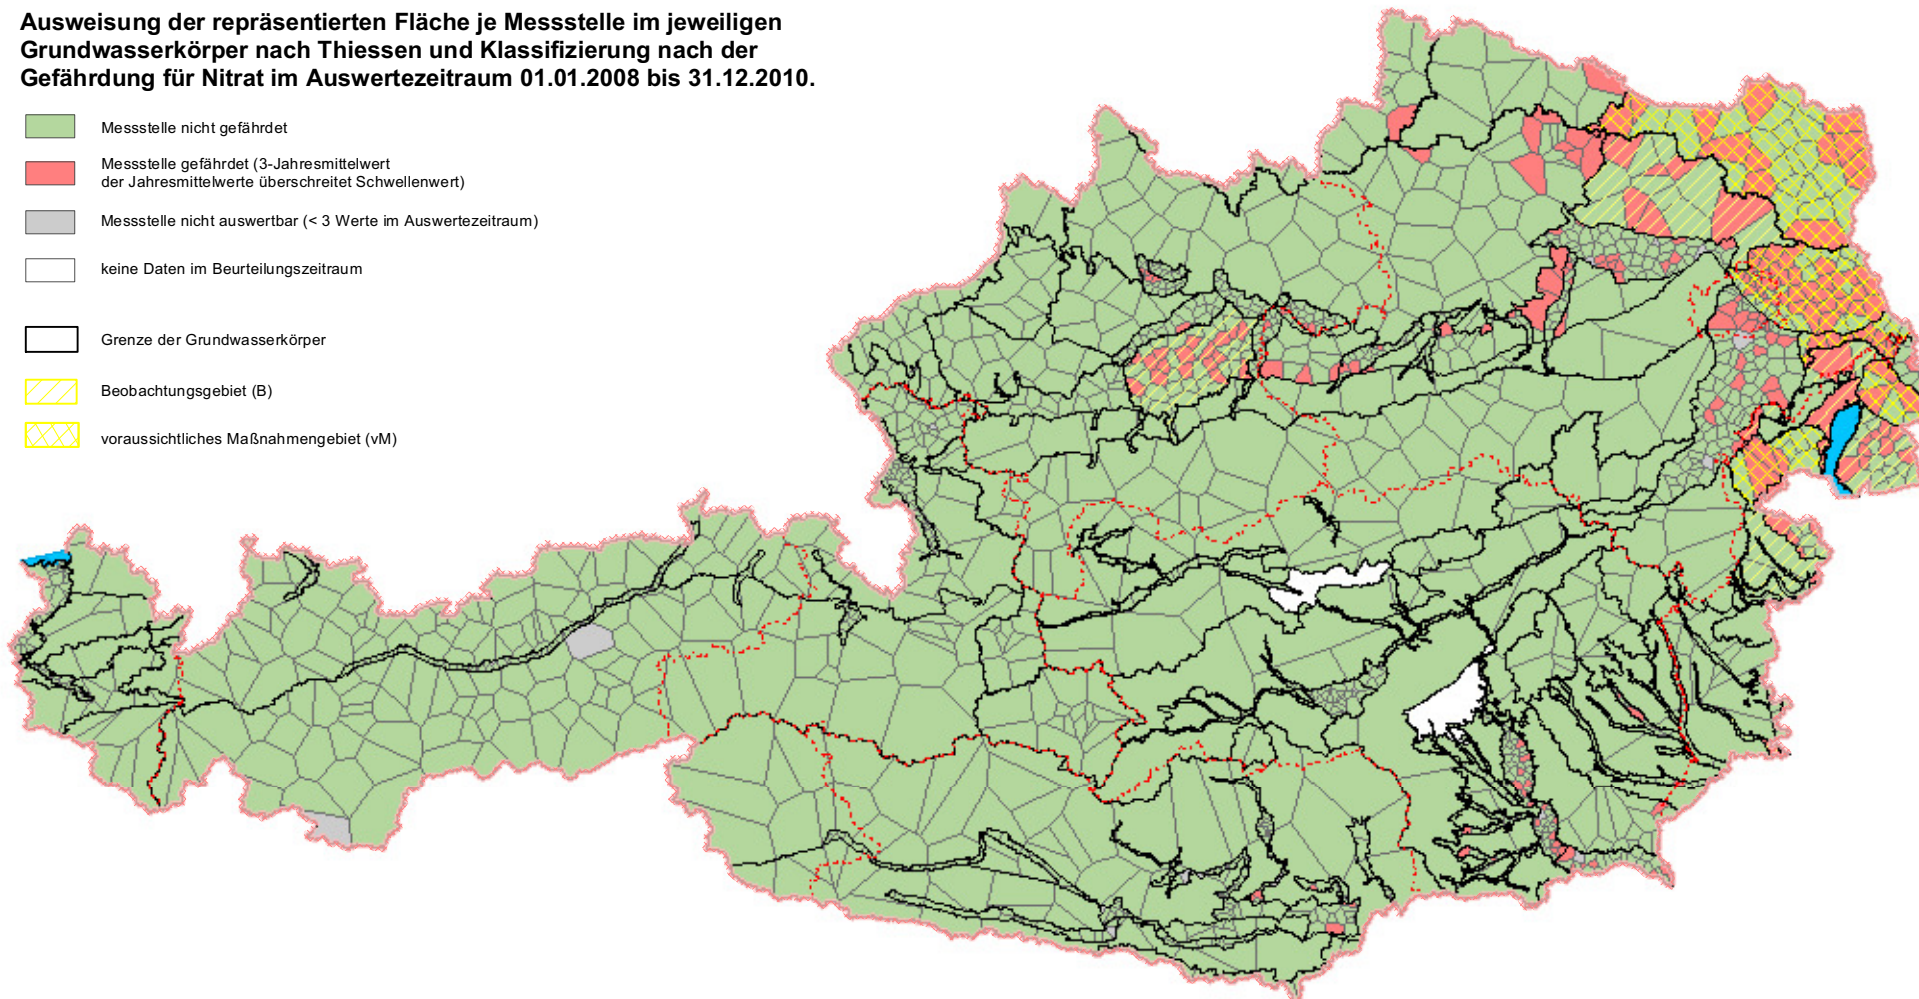 Ausweisung der repräsentierten Fläche je Messstelle im jeweiligen
Grundwasserkörper nach Thiessen und Klassifizierung nach der
Gefährdung für Nitrat im Auswertezeitraum 01.01.2008 bis 31.12.2010.
Messstelle nicht gefährdet
Messstelle gefährdet (3-Jahresmittelwert
der Jahresmittelwerte überschreitet Schwellenwert)
Messstelle nicht auswertbar (< 3 Werte im Auswertezeitraum)
keine Daten im Beurteilungszeitraum
Grenze der Grundwasserkörper
Beobachtungsgebiet (B)
voraussichtliches Maßnahmengebiet (vM)